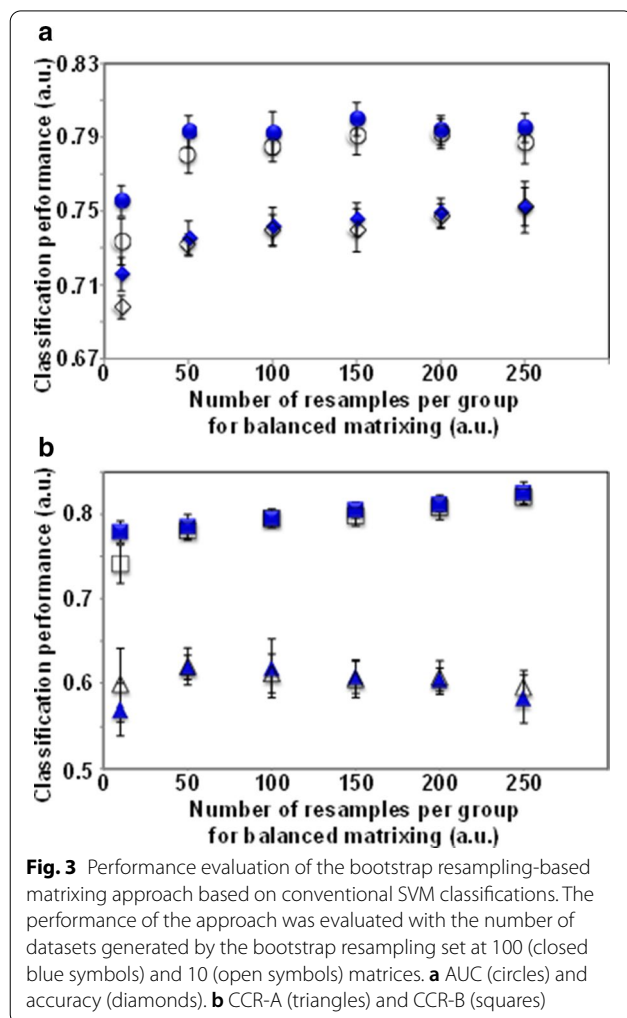 a
0.83
0.79
0.75
0.71
0.67
Classification performance (a.u.)
0 50 100 150 200 250
Number of resamples per group
for balanced matrixing (a.u.)
b
0.8
0.7
0.6
0.5
Classification performance (a.u.)
0 50 100 150 200 250
Number of resamples per group
for balanced matrixing (a.u.)
Fig. 3 Performance evaluation of the bootstrap resampling-based
matrixing approach based on conventional SVM classifications. The
performance of the approach was evaluated with the number of
datasets generated by the bootstrap resampling set at 100 (closed
blue symbols) and 10 (open symbols) matrices. a AUC (circles) and
accuracy (diamonds). b CCR-A (triangles) and CCR-B (squares)